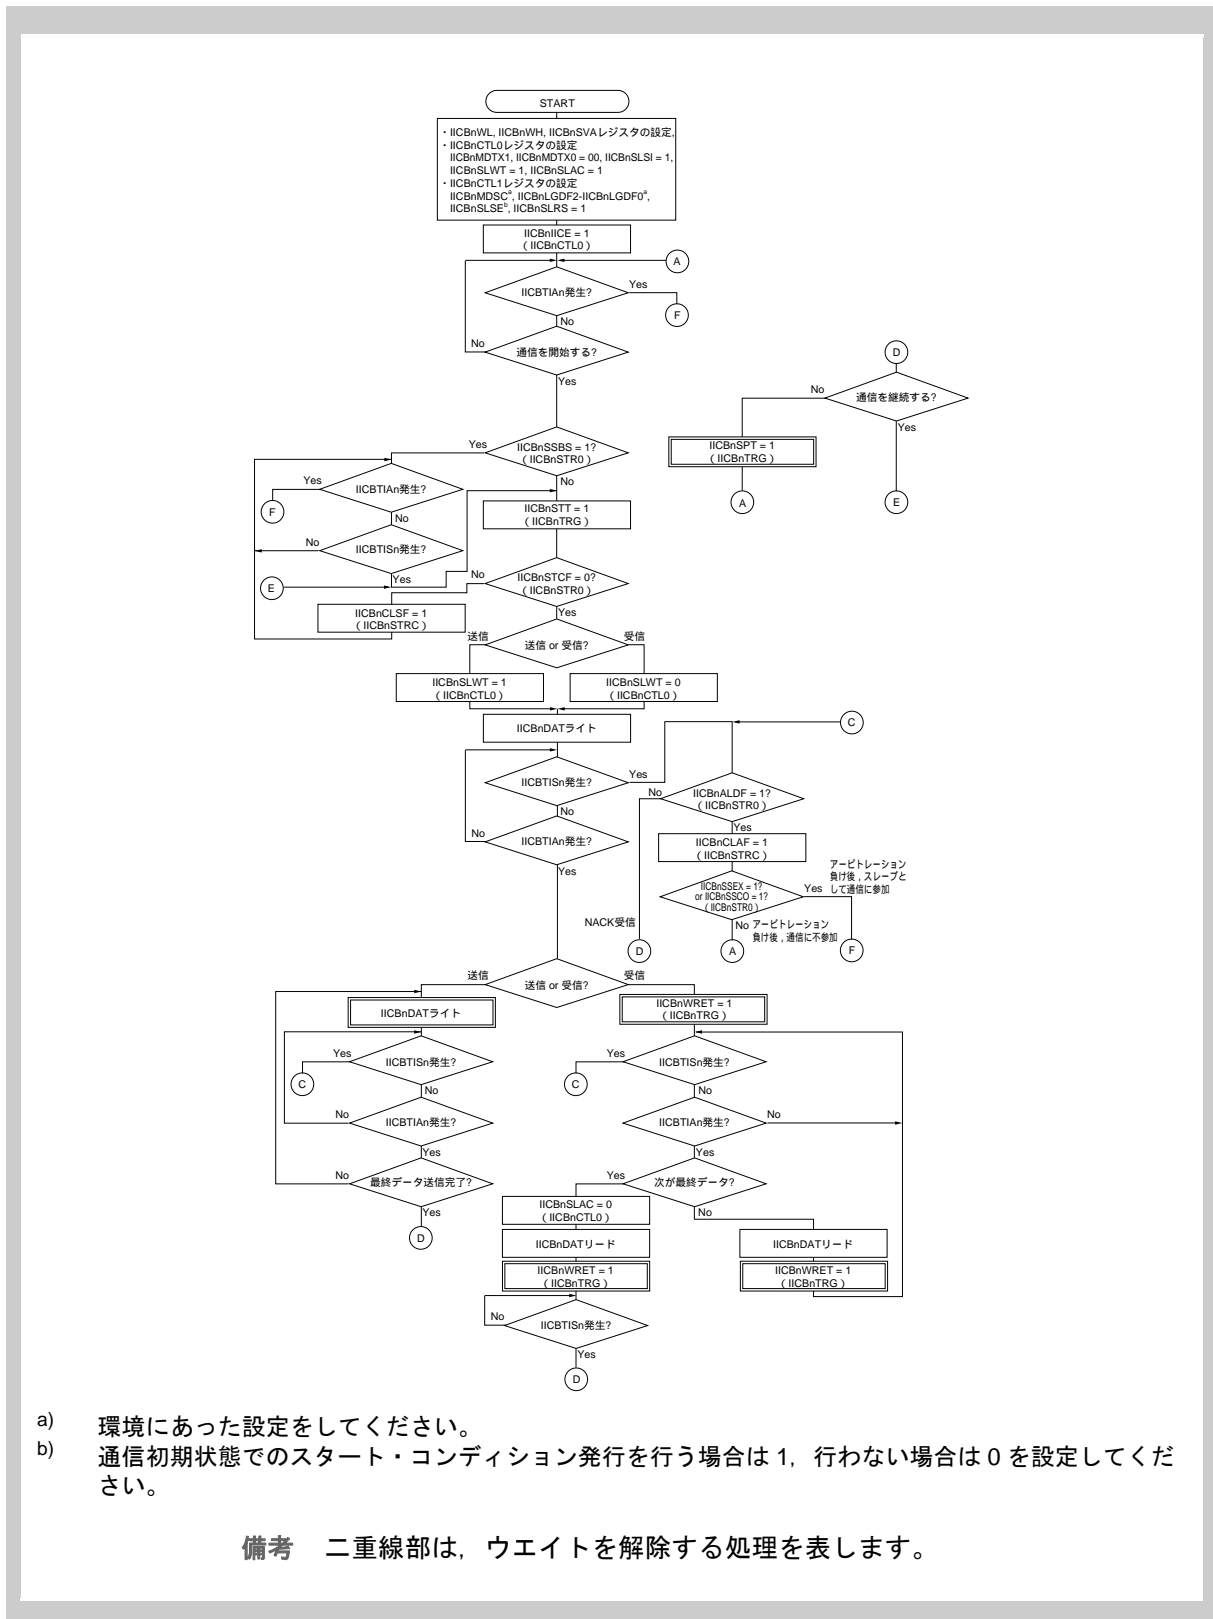 START
・IICBnWL, IICBnWH, IICBnSVAレジスタの設定,
・IICBnCTL0レジスタの設定
IICBnMDTX1, IICBnMDTX0 = 00, IICBnSLSI = 1,
IICBnSLWT = 1, IICBnSLAC = 1
・IICBnCTL1レジスタの設定
IICBnMDSCa, IICBnLGDF2-IICBnLGDF0a,
IICBnSLSEb, IICBnSLRS = 1
IICBnIICE = 1
（IICBnCTL0）
A
IICBTIAn発生?
Yes
F
No
No
通信を開始する?
Yes
D
No
通信を継続する?
Yes
IICBnSPT = 1
（IICBnTRG）
A
E
Yes
IICBnSSBS = 1?
（IICBnSTR0）
No
Yes
IICBTIAn発生?
F
No
IICBnSTT = 1
（IICBnTRG）
No
IICBTISn発生?
Yes
E
No
IICBnSTCF = 0?
（IICBnSTR0）
Yes
IICBnCLSF = 1
（IICBnSTRC）
送信
送信 or 受信?
受信
IICBnSLWT = 1
（IICBnCTL0）
IICBnSLWT = 0
（IICBnCTL0）
IICBnDATライト
C
IICBTISn発生?
Yes
No
No
IICBTIAn発生?
Yes
No
IICBnALDF = 1?
（IICBnSTR0）
Yes
IICBnCLAF = 1
（IICBnSTRC）
IICBnSSEX = 1?
or IICBnSSCO = 1?
（IICBnSTR0）
Yes
アービトレーション
負け後，スレーブと
して通信に参加
NACK受信
No
アービトレーション
負け後，通信に不参加
D
A
F
送信
送信 or 受信?
受信
IICBnDATライト
IICBnWRET = 1
（IICBnTRG）
Yes
IICBTISn発生?
C
No
Yes
IICBTISn発生?
C
No
No
IICBTIAn発生?
Yes
IICBTIAn発生?
No
Yes
No
最終データ送信完了?
Yes
D
Yes
次が最終データ?
No
IICBnSLAC = 0
（IICBnCTL0）
IICBnDATリード
IICBnDATリード
IICBnWRET = 1
（IICBnTRG）
IICBnWRET = 1
（IICBnTRG）
No
IICBTISn発生?
Yes
D
a) 環境にあった設定をしてください。
b) 通信初期状態でのスタート・コンディション発行を行う場合は 1，行わない場合は 0 を設定してくだ
さい。
備考 二重線部は，ウエイトを解除する処理を表します。